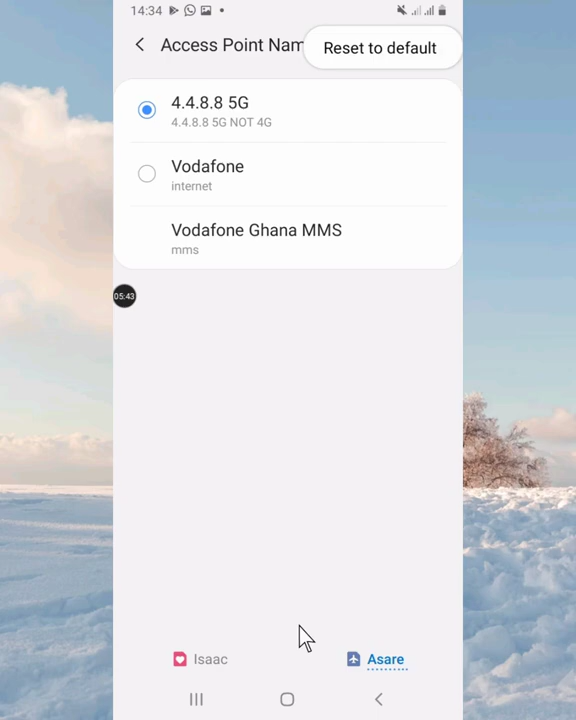 14:34
Access Point Nam
Reset to default
4.4.8.8 5G
4.4.8.8 5G NOT 4G
Vodafone
internet
Vodafone Ghana MMS
mms
05:43
Isaac
Asare